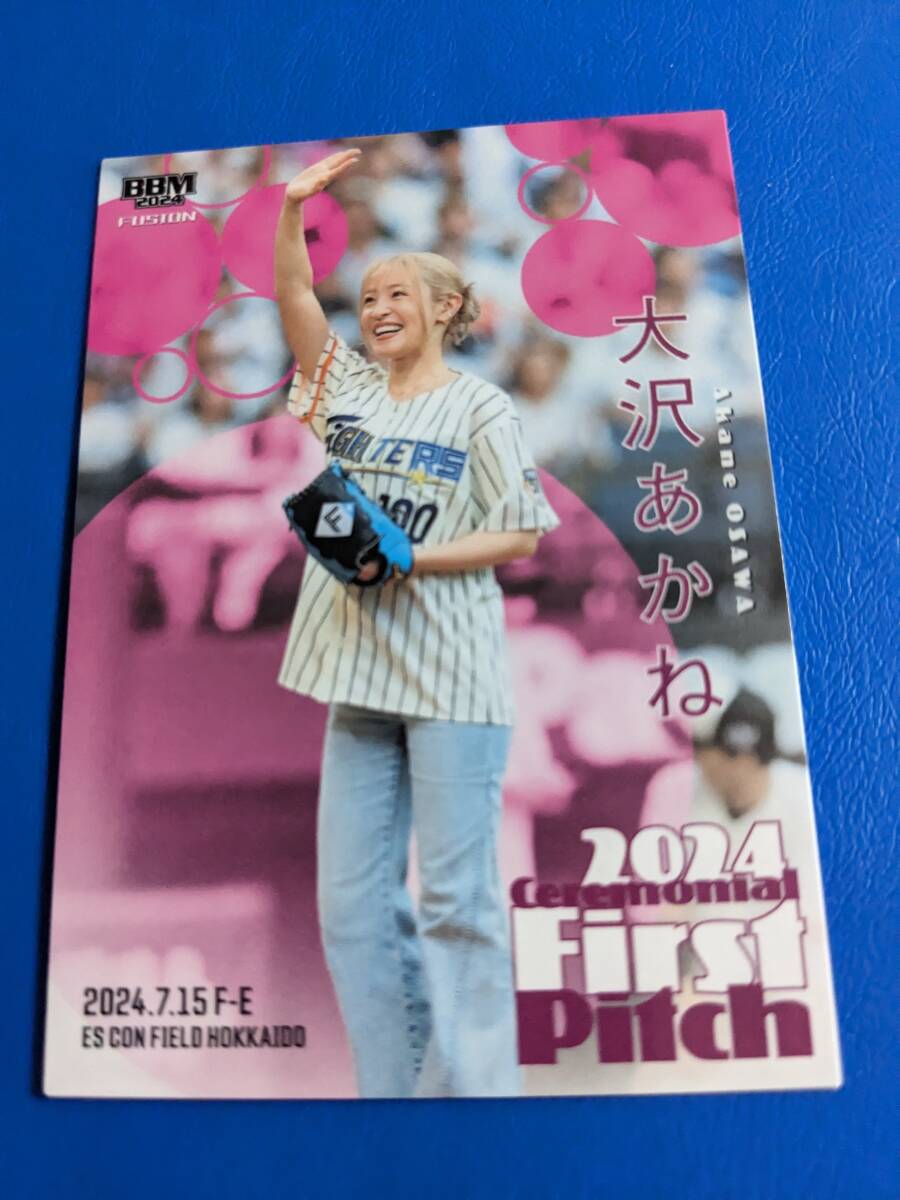 BBM
2024
FUSION
大沢あかね
Akane OSAWA
FIGHTERS
100
F
2024
Ceremonial
First
Pitch
2024.7.15 F-E
ES CON FIELD HOKKAIDO